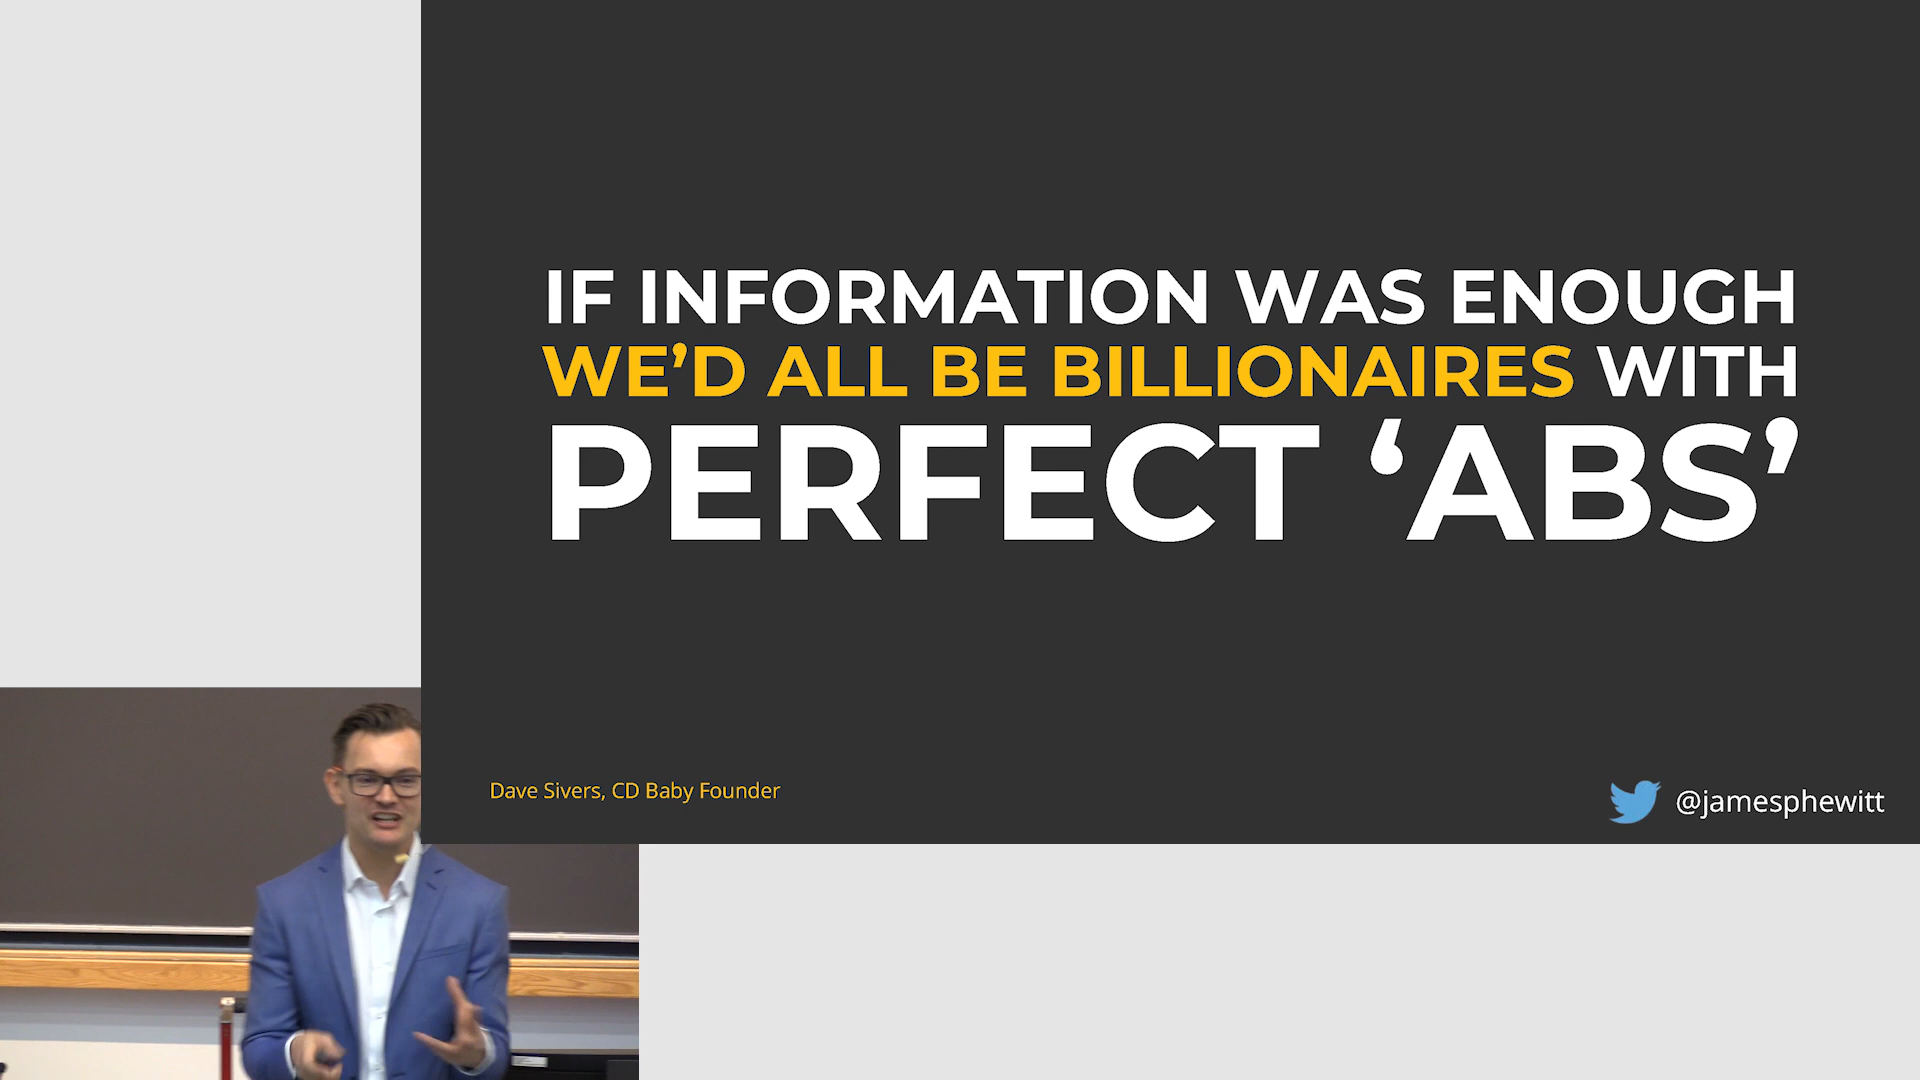 IF INFORMATION WAS ENOUGH
WE’D ALL BE BILLIONAIRES WITH
PERFECT ‘ABS’
Dave Sivers, CD Baby Founder
@jamesphewitt